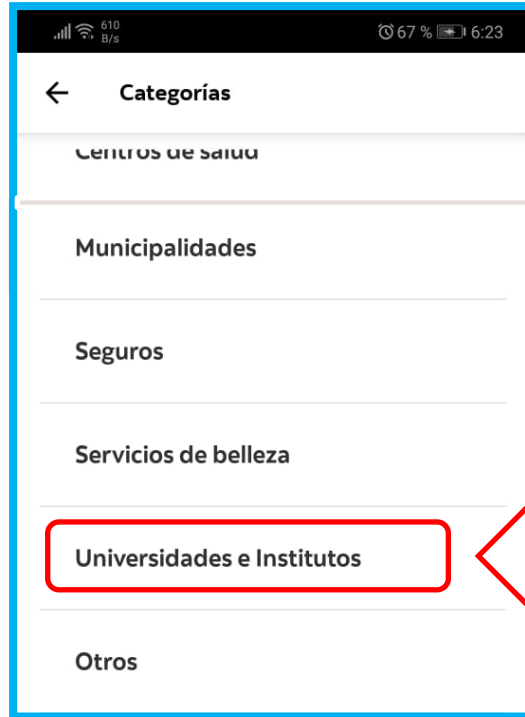 610
B/s
67 % 6:23
Categorías
Centros de salud
Municipalidades
Seguros
Servicios de belleza
Universidades e Institutos
Otros